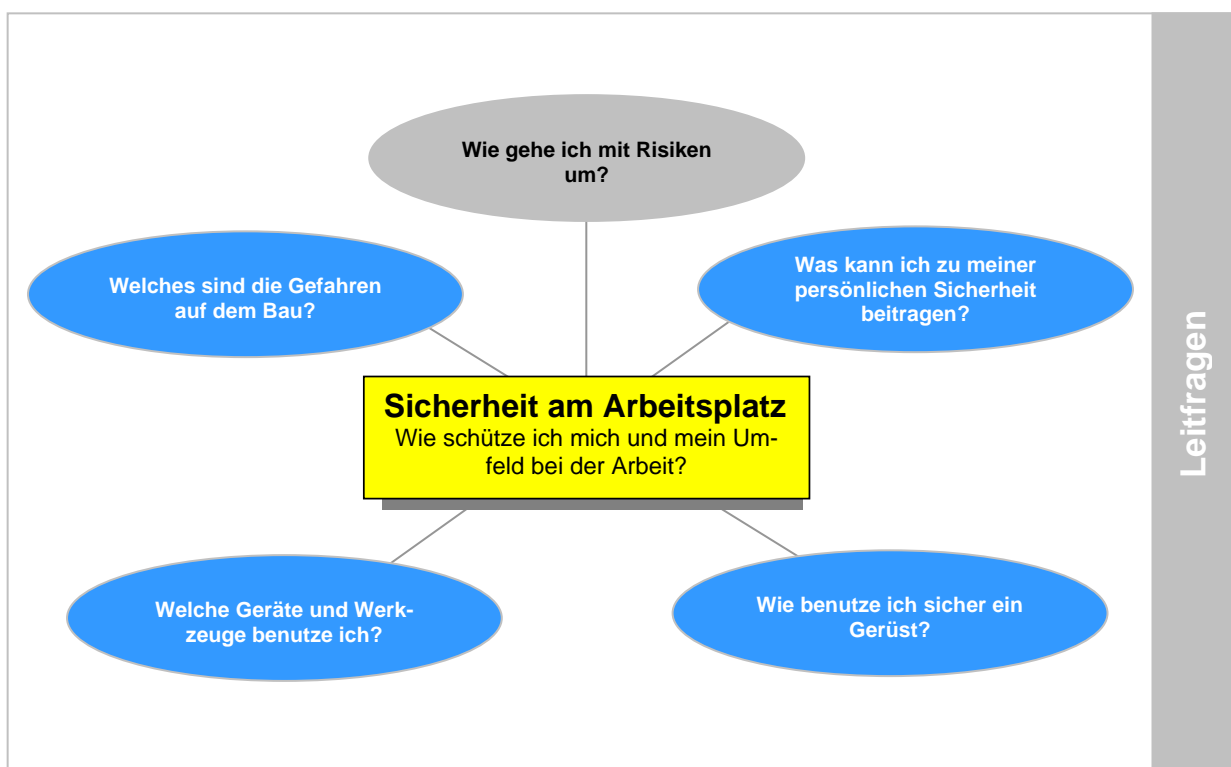 Wie gehe ich mit Risiken
um?
Welches sind die Gefahren
auf dem Bau?
Was kann ich zu meiner
persönlichen Sicherheit
beitragen?
Sicherheit am Arbeitsplatz
Wie schütze ich mich und mein Um-
feld bei der Arbeit?
Welche Geräte und Werk-
zeuge benutze ich?
Wie benutze ich sicher ein
Gerüst?
Leitfragen